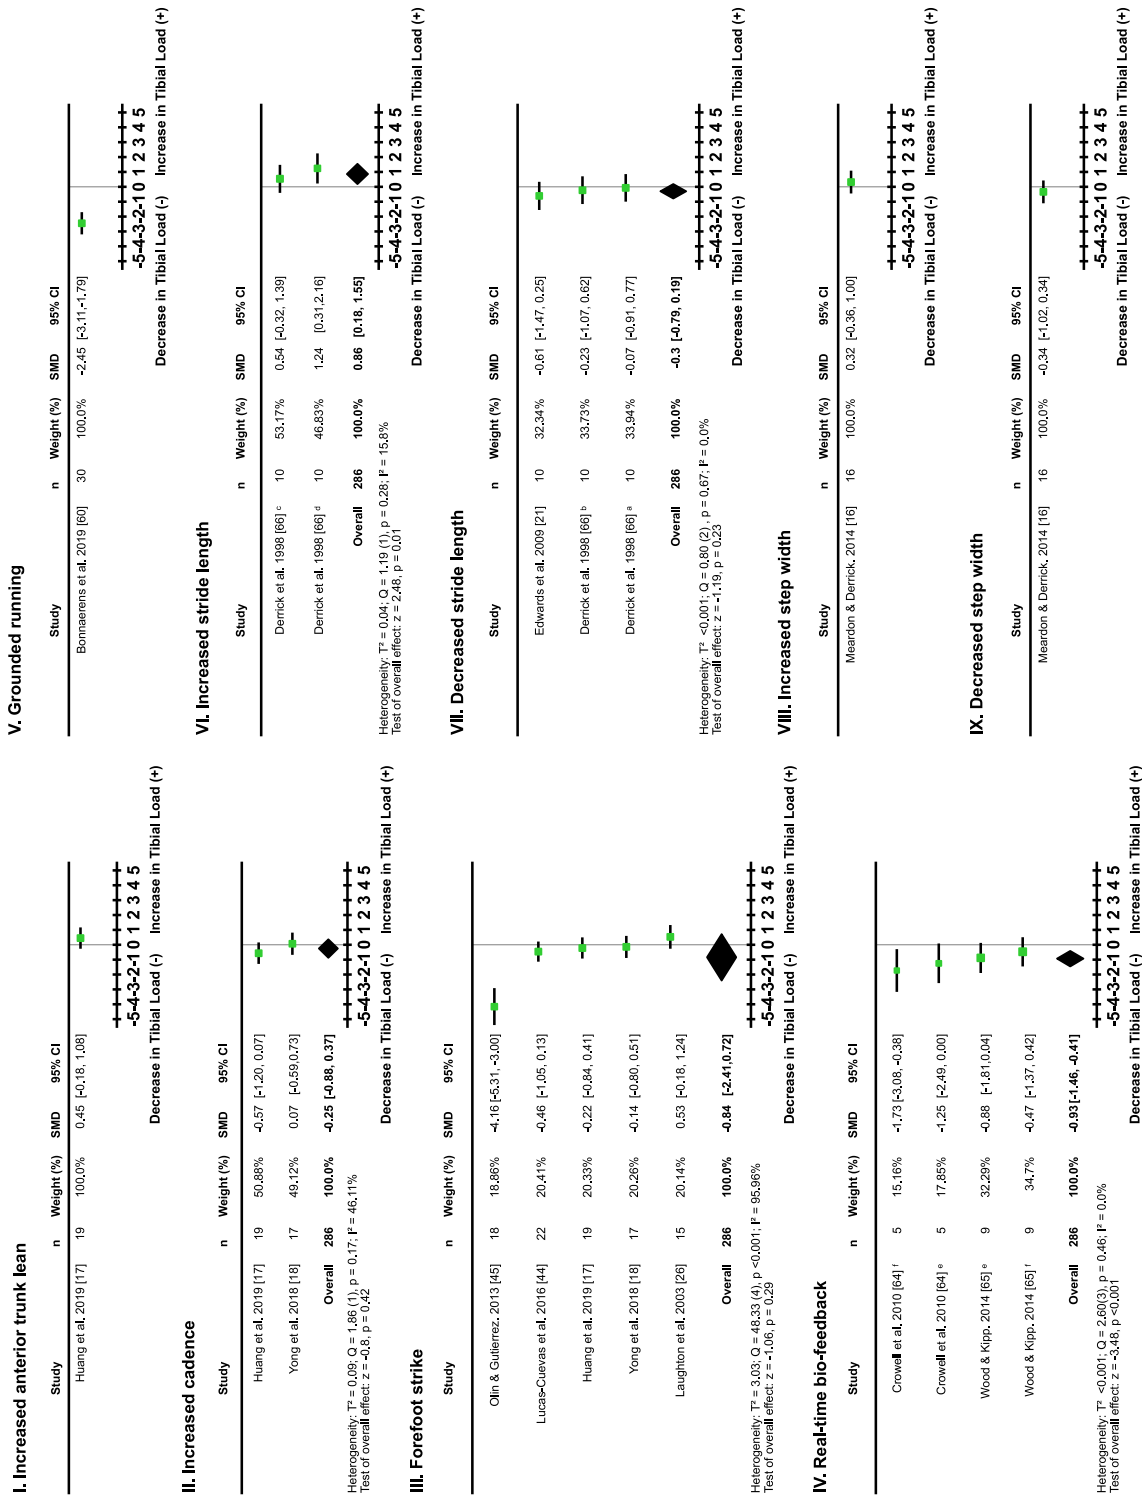 I. Increased anterior trunk lean
Study n Weight (%) SMD 95% CI
Huang et al. 2019 [17] 19 100.0% 0.45 [-0.18, 1.08]
-5-4-3-2-1 0 1 2 3 4 5
Decrease in Tibial Load (-) Increase in Tibial Load (+)
II. Increased cadence
Study n Weight (%) SMD 95% CI
Huang et al. 2019 [17] 19 50.88% -0.57 [-1.20, 0.07]
Yong et al. 2018 [18] 17 49.12% 0.07 [-0.59,0.73]
Overall 286 100.0% -0.25 [-0.88, 0.37]
Heterogeneity: T² = 0.09; Q = 1.86 (1), p = 0.17; I² = 46.11%
Test of overall effect: z = -0.8, p = 0.42
-5-4-3-2-1 0 1 2 3 4 5
Decrease in Tibial Load (-) Increase in Tibial Load (+)
III. Forefoot strike
Study n Weight (%) SMD 95% CI
Olin & Gutierrez. 2013 [45] 18 18.86% -4.16 [-5.31, -3.00]
Lucas-Cuevas et al. 2016 [44] 22 20.41% -0.46 [-1.05, 0.13]
Huang et al. 2019 [17] 19 20.33% -0.22 [-0.84, 0.41]
Yong et al. 2018 [18] 17 20.26% -0.14 [-0.80, 0.51]
Laughton et al. 2003 [26] 15 20.14% 0.53 [-0.18, 1.24]
Overall 286 100.0% -0.84 [-2.41,0.72]
Heterogeneity: T² = 3.03; Q = 48.33 (4), p <0.001; I² = 95.96%
Test of overall effect: z = -1.06, p = 0.29
-5-4-3-2-1 0 1 2 3 4 5
Decrease in Tibial Load (-) Increase in Tibial Load (+)
IV. Real-time bio-feedback
Study n Weight (%) SMD 95% CI
Crowell et al. 2010 [64] ᶠ 5 15.16% -1.73 [-3.08, -0.38]
Crowell et al. 2010 [64] ᵉ 5 17.85% -1.25 [-2.49, 0.00]
Wood & Kipp. 2014 [65] ᵉ 9 32.29% -0.88 [-1.81,0.04]
Wood & Kipp. 2014 [65] ᶠ 9 34.7% -0.47 [-1.37, 0.42]
Overall 286 100.0% -0.93 [-1.46, -0.41]
Heterogeneity: T² <0.001; Q = 2.60(3), p = 0.46; I² = 0.0%
Test of overall effect: z = -3.48, p <0.001
-5-4-3-2-1 0 1 2 3 4 5
Decrease in Tibial Load (-) Increase in Tibial Load (+)
V. Grounded running
Study n Weight (%) SMD 95% CI
Bonnaerens et al. 2019 [60] 30 100.0% -2.45 [-3.11,-1.79]
-5-4-3-2-1 0 1 2 3 4 5
Decrease in Tibial Load (-) Increase in Tibial Load (+)
VI. Increased stride length
Study n Weight (%) SMD 95% CI
Derrick et al. 1998 [66] ᶜ 10 53.17% 0.54 [-0.32, 1.39]
Derrick et al. 1998 [66] ᵈ 10 46.83% 1.24 [0.31,2.16]
Overall 286 100.0% 0.86 [0.18, 1.55]
Heterogeneity: T² = 0.04; Q = 1.19 (1), p = 0.28; I² = 15.8%
Test of overall effect: z = 2.48, p = 0.01
-5-4-3-2-1 0 1 2 3 4 5
Decrease in Tibial Load (-) Increase in Tibial Load (+)
VII. Decreased stride length
Study n Weight (%) SMD 95% CI
Edwards et al. 2009 [21] 10 32.34% -0.61 [-1.47, 0.25]
Derrick et al. 1998 [66] ᵇ 10 33.73% -0.23 [-1.07, 0.62]
Derrick et al. 1998 [66] ᵃ 10 33.94% -0.07 [-0.91, 0.77]
Overall 286 100.0% -0.3 [-0.79, 0.19]
Heterogeneity: T² <0.001; Q = 0.80 (2) , p = 0.67; I² = 0.0%
Test of overall effect: z = -1.19, p = 0.23
-5-4-3-2-1 0 1 2 3 4 5
Decrease in Tibial Load (-) Increase in Tibial Load (+)
VIII. Increased step width
Study n Weight (%) SMD 95% CI
Meardon & Derrick, 2014 [16] 16 100.0% 0.32 [-0.36, 1.00]
-5-4-3-2-1 0 1 2 3 4 5
Decrease in Tibial Load (-) Increase in Tibial Load (+)
IX. Decreased step width
Study n Weight (%) SMD 95% CI
Meardon & Derrick, 2014 [16] 16 100.0% -0.34 [-1.02, 0.34]
-5-4-3-2-1 0 1 2 3 4 5
Decrease in Tibial Load (-) Increase in Tibial Load (+)